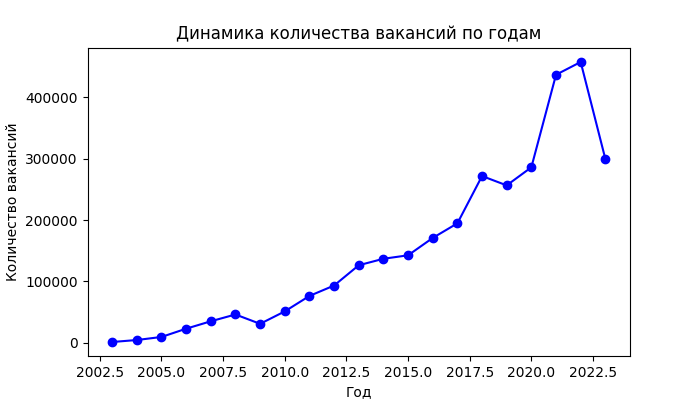 Динамика количества вакансий по годам
Количество вакансий
400000
300000
200000
100000
0
2002.5 2005.0 2007.5 2010.0 2012.5 2015.0 2017.5 2020.0 2022.5
Год